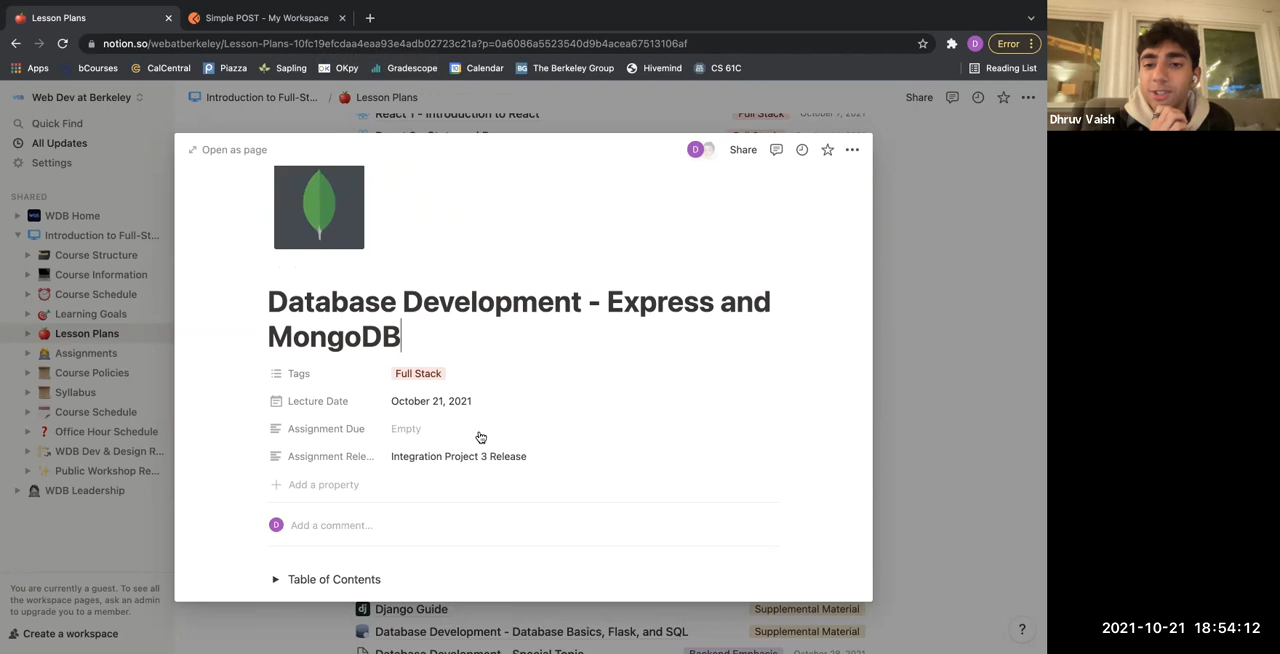 Lesson Plans
Simple POST - My Workspace
notion.so/webatberkeley/Lesson-Plans-10fc19efcdaa4eaa93e4adb02723c21a?p=0a6086a5523540d9b4acea67513106af
D
Error
Apps
bCourses
CalCentral
Piazza
Sapling
OKpy
Gradescope
Calendar
BG The Berkeley Group
Hivemind
CS 61C
Reading List
Dhruv Vaish
Web Dev at Berkeley
Introduction to Full-St... / Lesson Plans
Share
Quick Find
All Updates
Settings
SHARED
WDB Home
Introduction to Full-St...
Course Structure
Course Information
Course Schedule
Learning Goals
Lesson Plans
Assignments
Course Policies
Syllabus
Course Schedule
Office Hour Schedule
WDB Dev & Design R...
Public Workshop Re...
WDB Leadership
You are currently a guest. To see all
the workspace pages, ask an admin
to upgrade you to a member.
Create a workspace
React 1 - Introduction to React
Full Stack
October 7, 2021
Open as page
D
Share
Database Development - Express and
MongoDB
Tags Full Stack
Lecture Date October 21, 2021
Assignment Due Empty
Assignment Rele... Integration Project 3 Release
Add a property
D Add a comment...
Table of Contents
dj Django Guide Supplemental Material
Database Development - Database Basics, Flask, and SQL Supplemental Material
Database Development - Special Topic Backend Emphasis October 28, 2021
?
2021-10-21 18:54:12